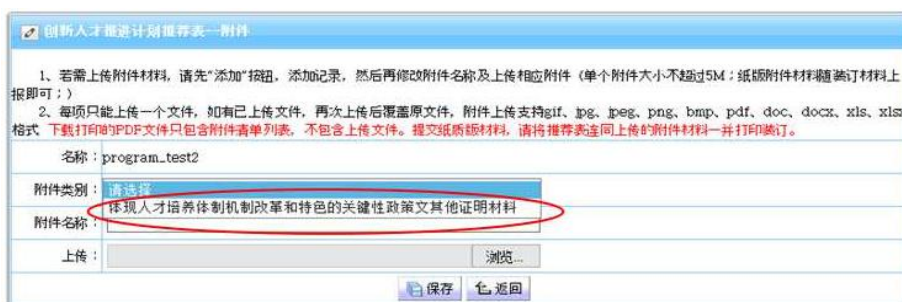 创新人才推进计划推荐表--附件
1、若需上传附件材料，请先“添加”按钮，添加记录，然后再修改附件名称及上传相应附件（单个附件大小不超过5M；纸版附件材料随装订材料上
报即可；）
2、每项只能上传一个文件，如有已上传文件，再次上传后覆盖原文件，附件上传支持gif、jpg、jpeg、png、bmp、pdf、doc、docx、xls、xlsx
格式 下载打印的PDF文件只包含附件清单列表，不包含上传文件。提交纸质版材料，请将推荐表连同上传的附件材料一并打印装订。
名称：program_test2
附件类别：请选择
体现人才培养体制机制改革和特色的关键性政策文其他证明材料
附件名称：
上传：浏览...
保存 返回